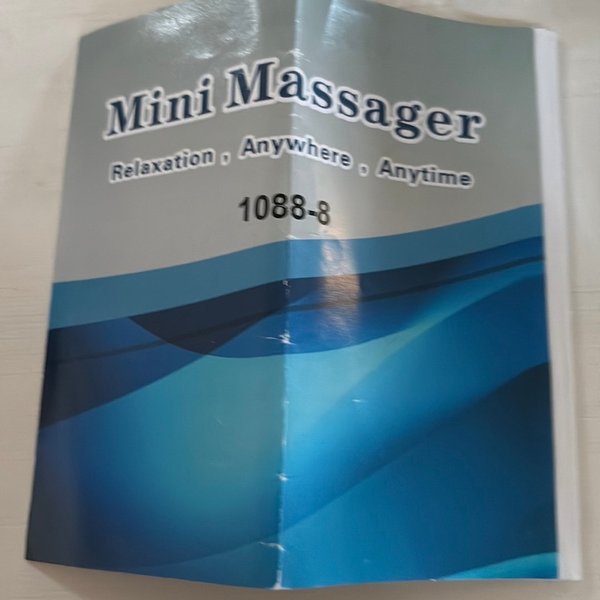 Mini Massager
Relaxation , Anywhere , Anytime
1088-8